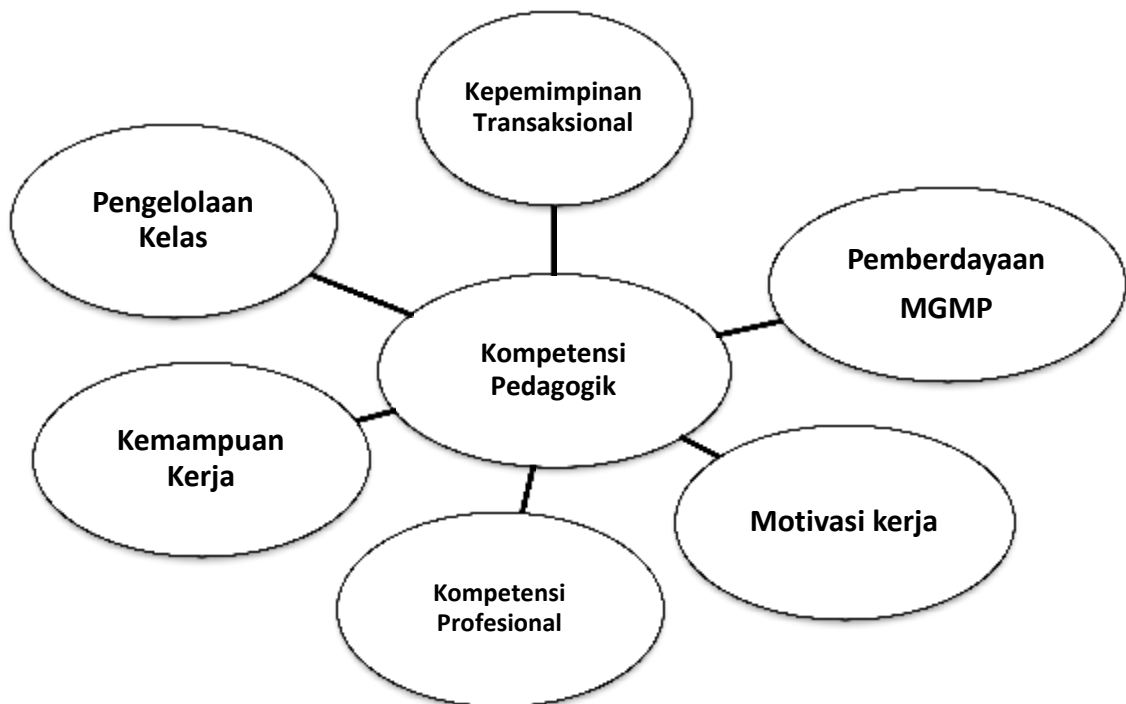 Kepemimpinan
Transaksional
Pengelolaan
Kelas
Pemberdayaan
MGMP
Kompetensi
Pedagogik
Kemampuan
Kerja
Motivasi kerja
Kompetensi
Profesional